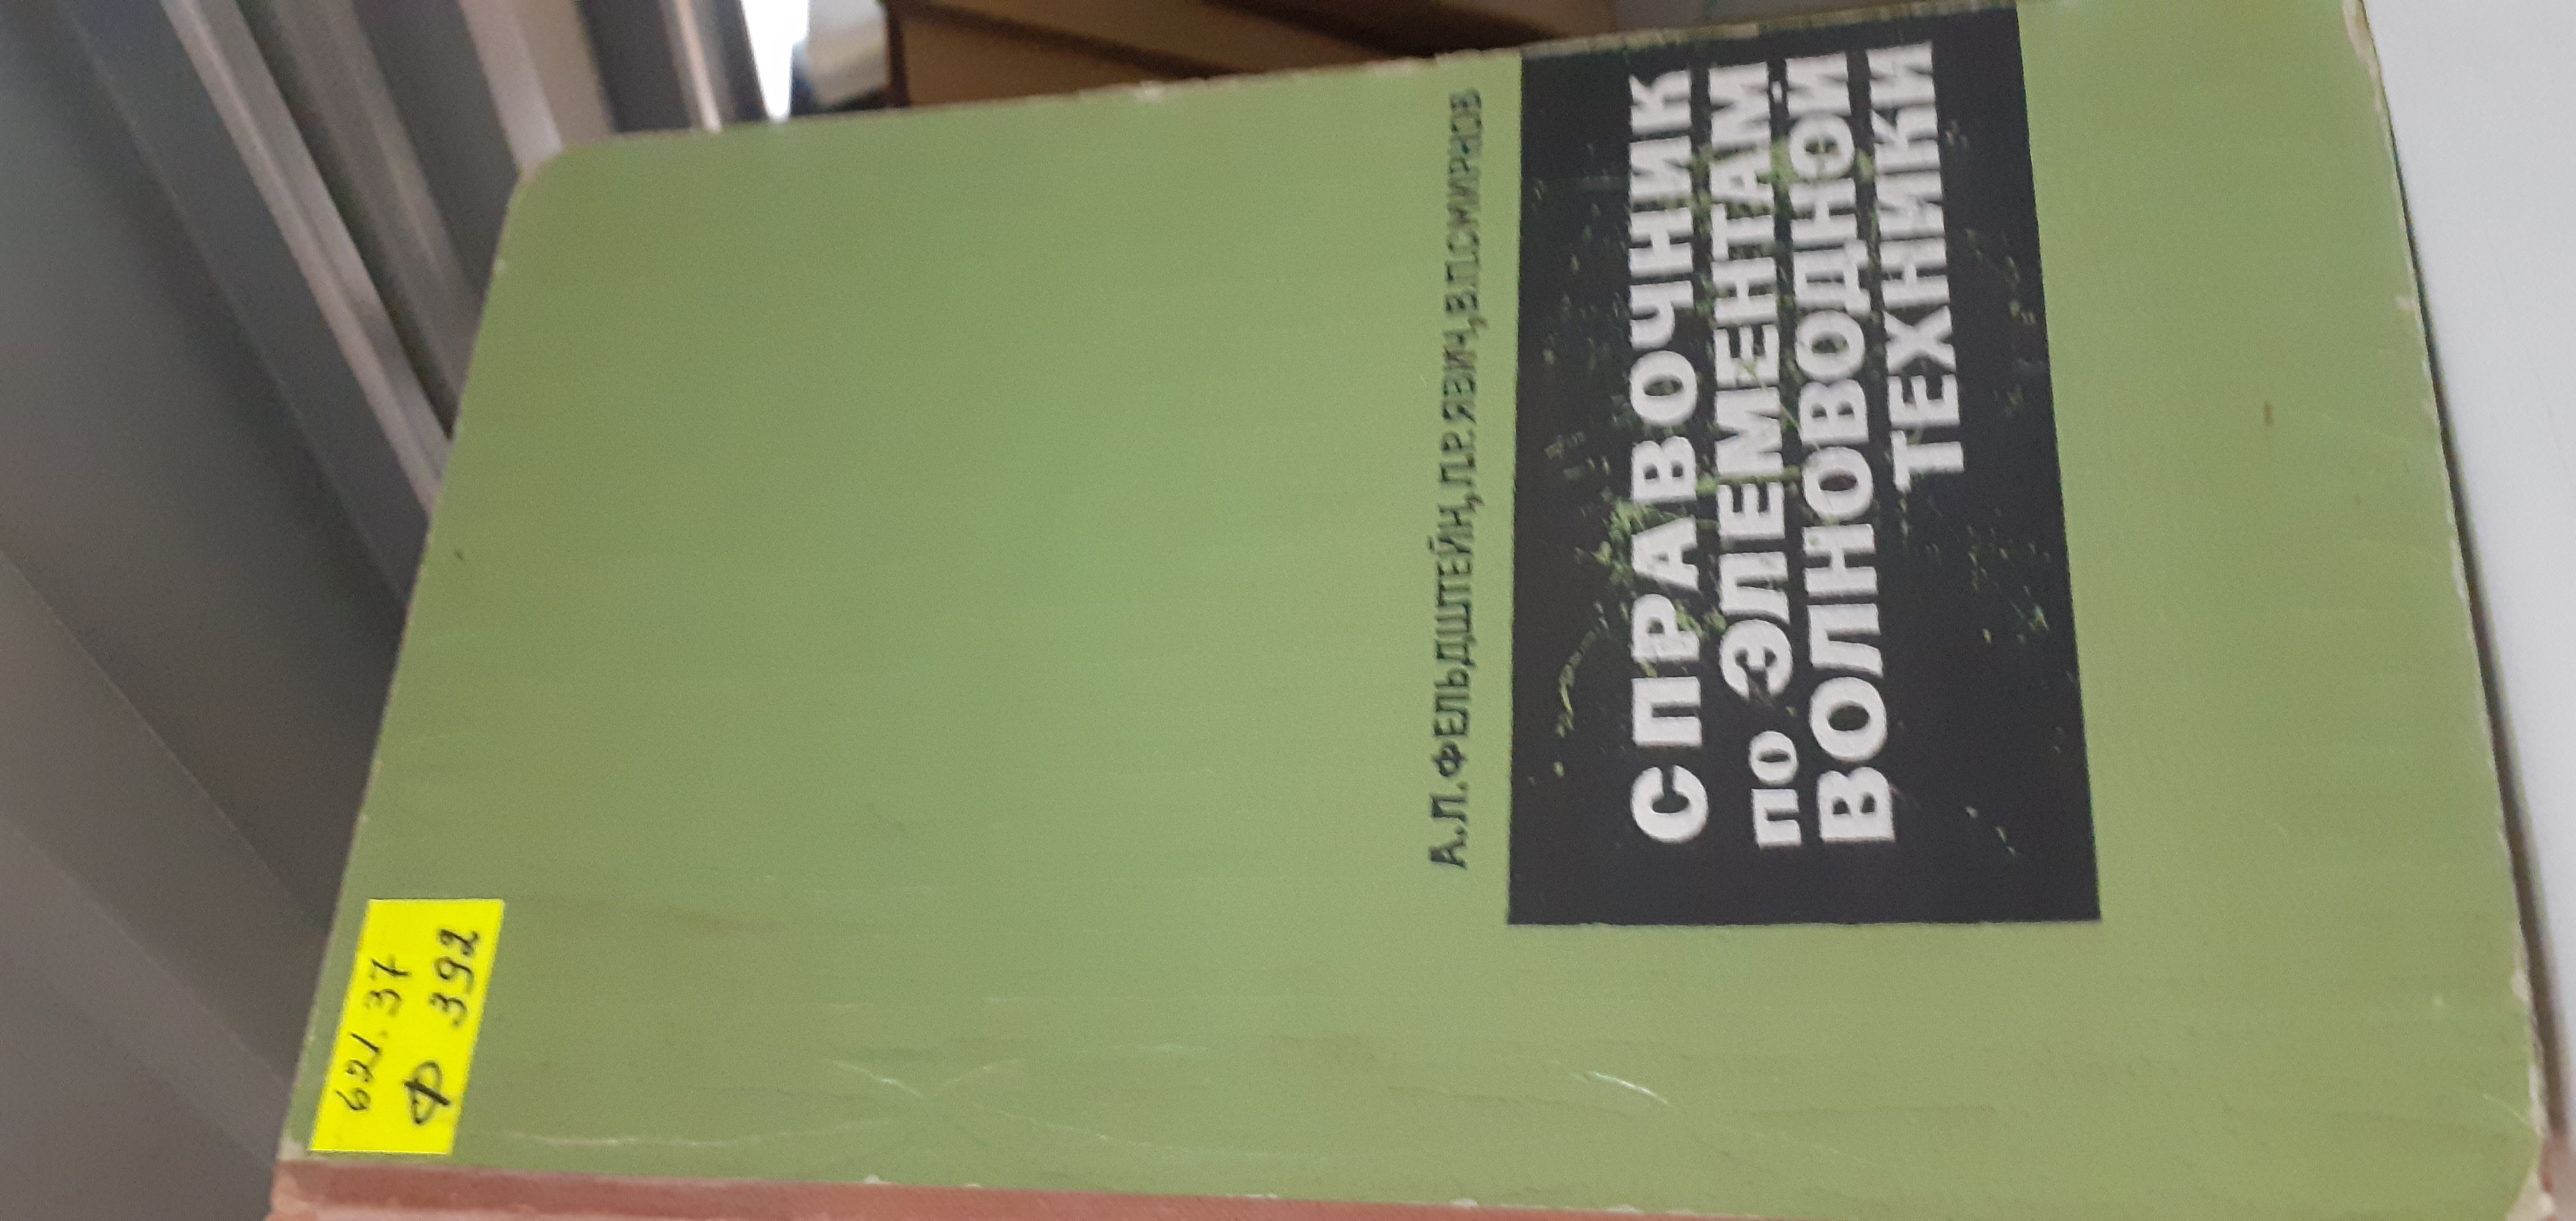 621.37
Ф 392
А.Л.ФЕЛЬДШТЕЙН, Л.Р.ЯВИЧ, В.П.СМИРНОВ
СПРАВОЧНИК
ПО ЭЛЕМЕНТАМ
ВОЛНОВОДНОЙ
ТЕХНИКИ